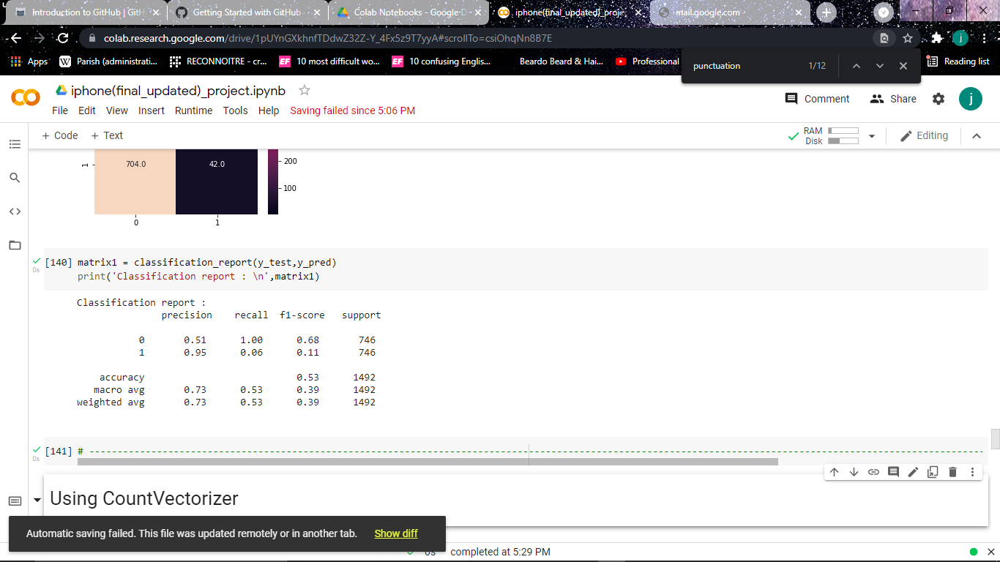 Introduction to GitHub | GitH
Getting Started with GitHub
Colab Notebooks - Google D
iphone(final_updated)_proje
mail.google.com
colab.research.google.com/drive/1pUYnGXkhnfTDdwZ32Z-Y_4Fx5z9T7yyA#scrollTo=csiOhqNn8B7E
j
Apps
Parish (administrati...
RECONNOITRE - cr...
EF 10 most difficult wo...
EF 10 confusing Englis...
Beardo Beard & Hai...
Professional
punctuation 1/12
Reading list
iphone(final_updated)_project.ipynb
Comment Share j
File Edit View Insert Runtime Tools Help Saving failed since 5:06 PM
+ Code + Text
RAM
Disk
Editing
1 704.0 42.0
200
100
0 1
[140] matrix1 = classification_report(y_test,y_pred)
0s
print('Classification report : \n',matrix1)
Classification report :
precision recall f1-score support
0 0.51 1.00 0.68 746
1 0.95 0.06 0.11 746
accuracy 0.53 1492
macro avg 0.73 0.53 0.39 1492
weighted avg 0.73 0.53 0.39 1492
[141] # --------------------------------------------------------------------------------
0s
Using CountVectorizer
Automatic saving failed. This file was updated remotely or in another tab. Show diff
0s completed at 5:29 PM